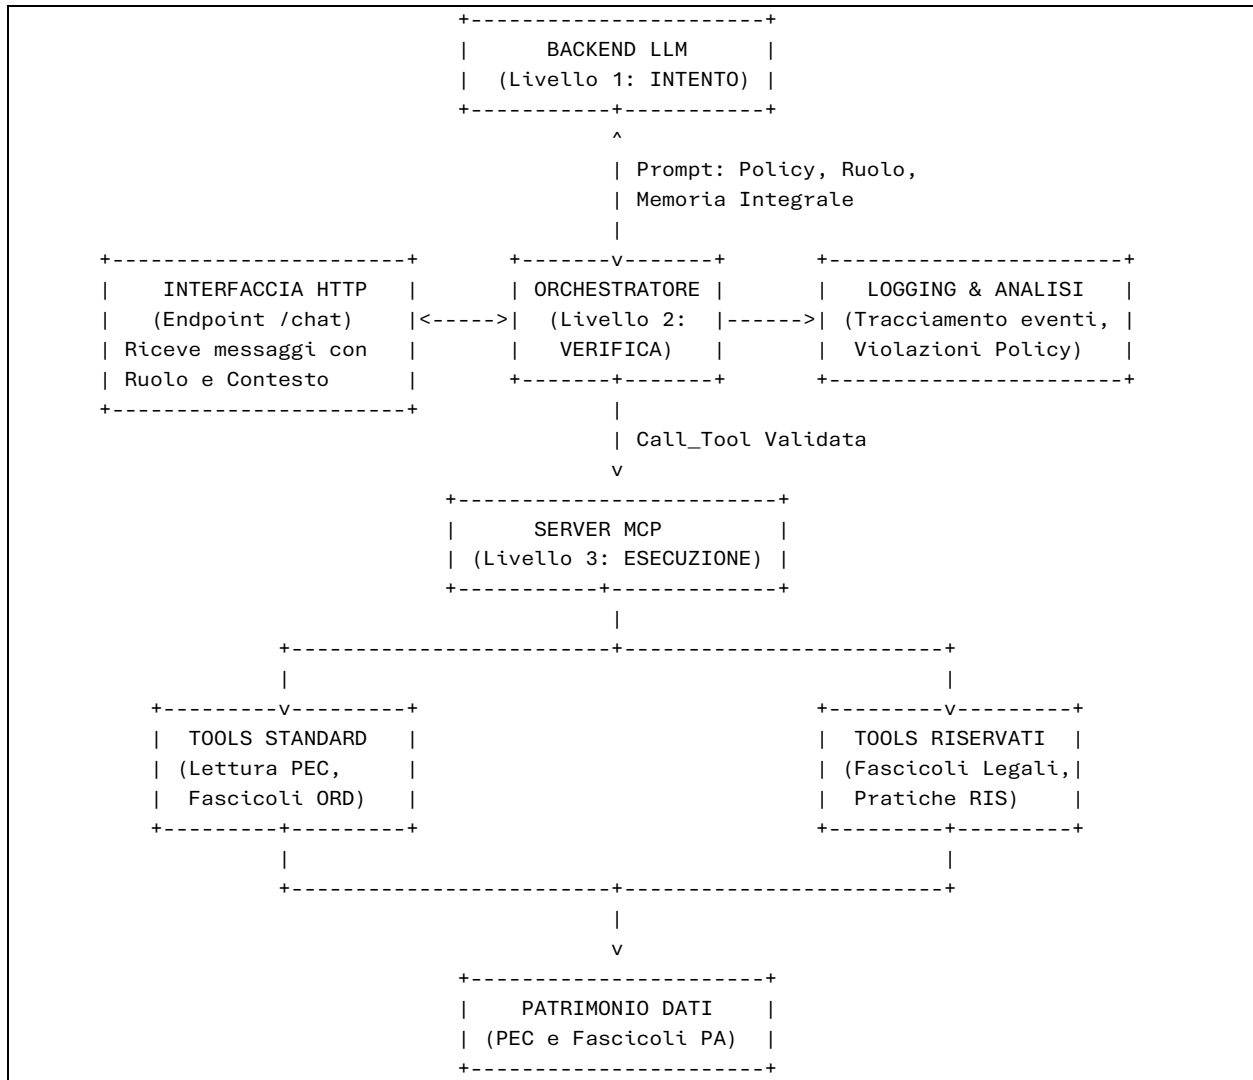 +-----------------------+
|      BACKEND LLM      |
|  (Livello 1: INTENTO) |
+-----------+-----------+
^
| Prompt: Policy, Ruolo,
| Memoria Integrale
|
+-----------------------+       +-------v-------+       +-----------------------+
|    INTERFACCIA HTTP   |       | ORCHESTRATORE |       |   LOGGING & ANALISI   |
|   (Endpoint /chat)    |<----->|  (Livello 2:  |------>| (Tracciamento eventi, |
| Riceve messaggi con   |       |   VERIFICA)   |       |  Violazioni Policy)   |
| Ruolo e Contesto      |       +-------+-------+       +-----------------------+
+-----------------------+               |
| Call_Tool Validata
v
+-------------------------+
|      SERVER MCP         |
| (Livello 3: ESECUZIONE) |
+-----------+-------------+
|
+-------------------------+-------------------------+
|                                                   |
+---------v---------+                               +---------v---------+
|  TOOLS STANDARD   |                               |  TOOLS RISERVATI  |
| (Lettura PEC,     |                               | (Fascicoli Legali,|
|  Fascicoli ORD)   |                               |  Pratiche RIS)    |
+---------+---------+                               +---------+---------+
|                                                   |
+-------------------------+-------------------------+
|
v
+-----------------------+
|    PATRIMONIO DATI    |
| (PEC e Fascicoli PA)  |
+-----------------------+